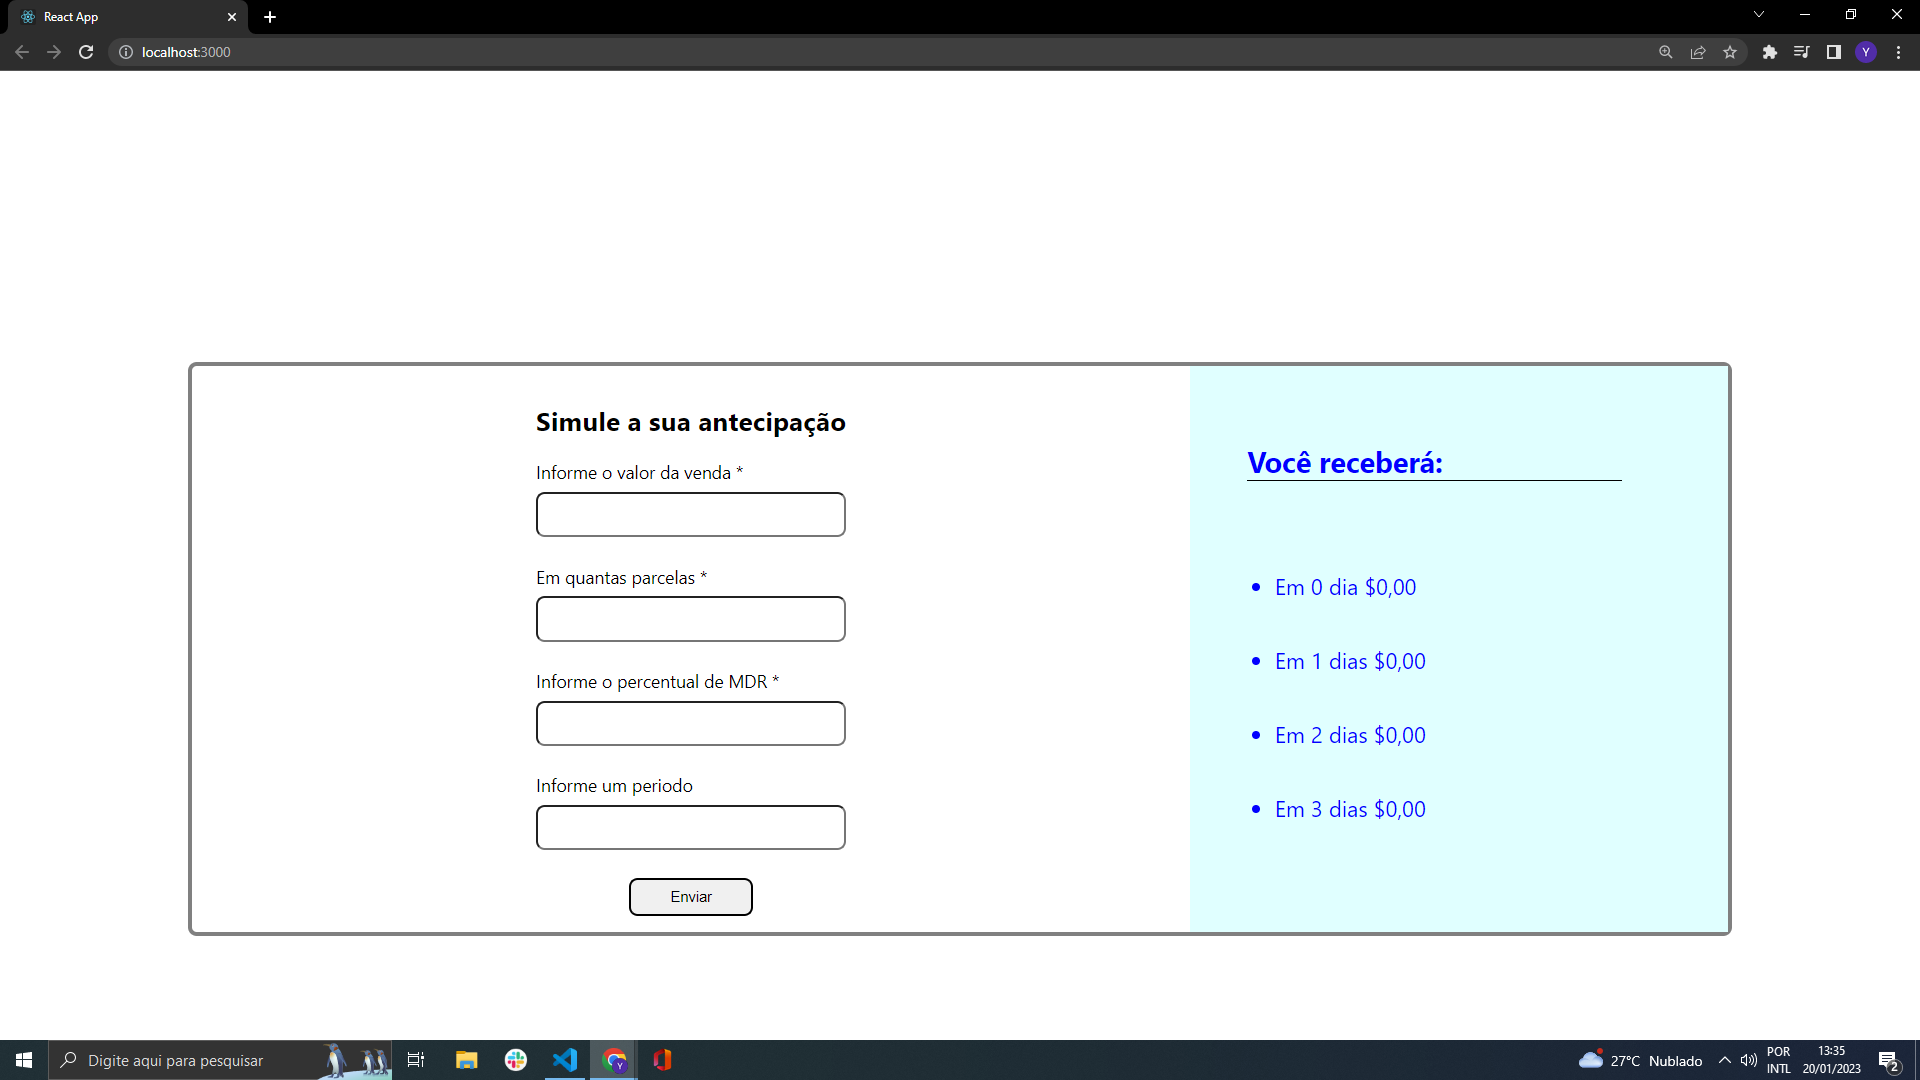 React App
localhost:3000
Y
Simule a sua antecipação
Informe o valor da venda *
Em quantas parcelas *
Informe o percentual de MDR *
Informe um periodo
Enviar
Você receberá:
Em 0 dia $0,00
Em 1 dias $0,00
Em 2 dias $0,00
Em 3 dias $0,00
Digite aqui para pesquisar
Y
27°C Nublado
POR
INTL
13:35
20/01/2023
2